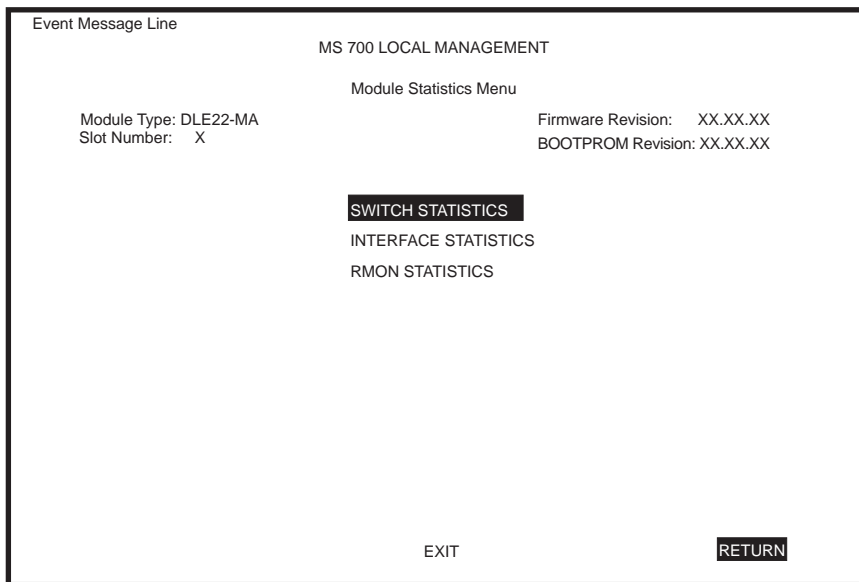 Event Message Line
MS 700 LOCAL MANAGEMENT
Module Statistics Menu
Module Type: DLE22-MA
Firmware Revision: XX.XX.XX
Slot Number: X
BOOTPROM Revision: XX.XX.XX
SWITCH STATISTICS
INTERFACE STATISTICS
RMON STATISTICS
EXIT
RETURN